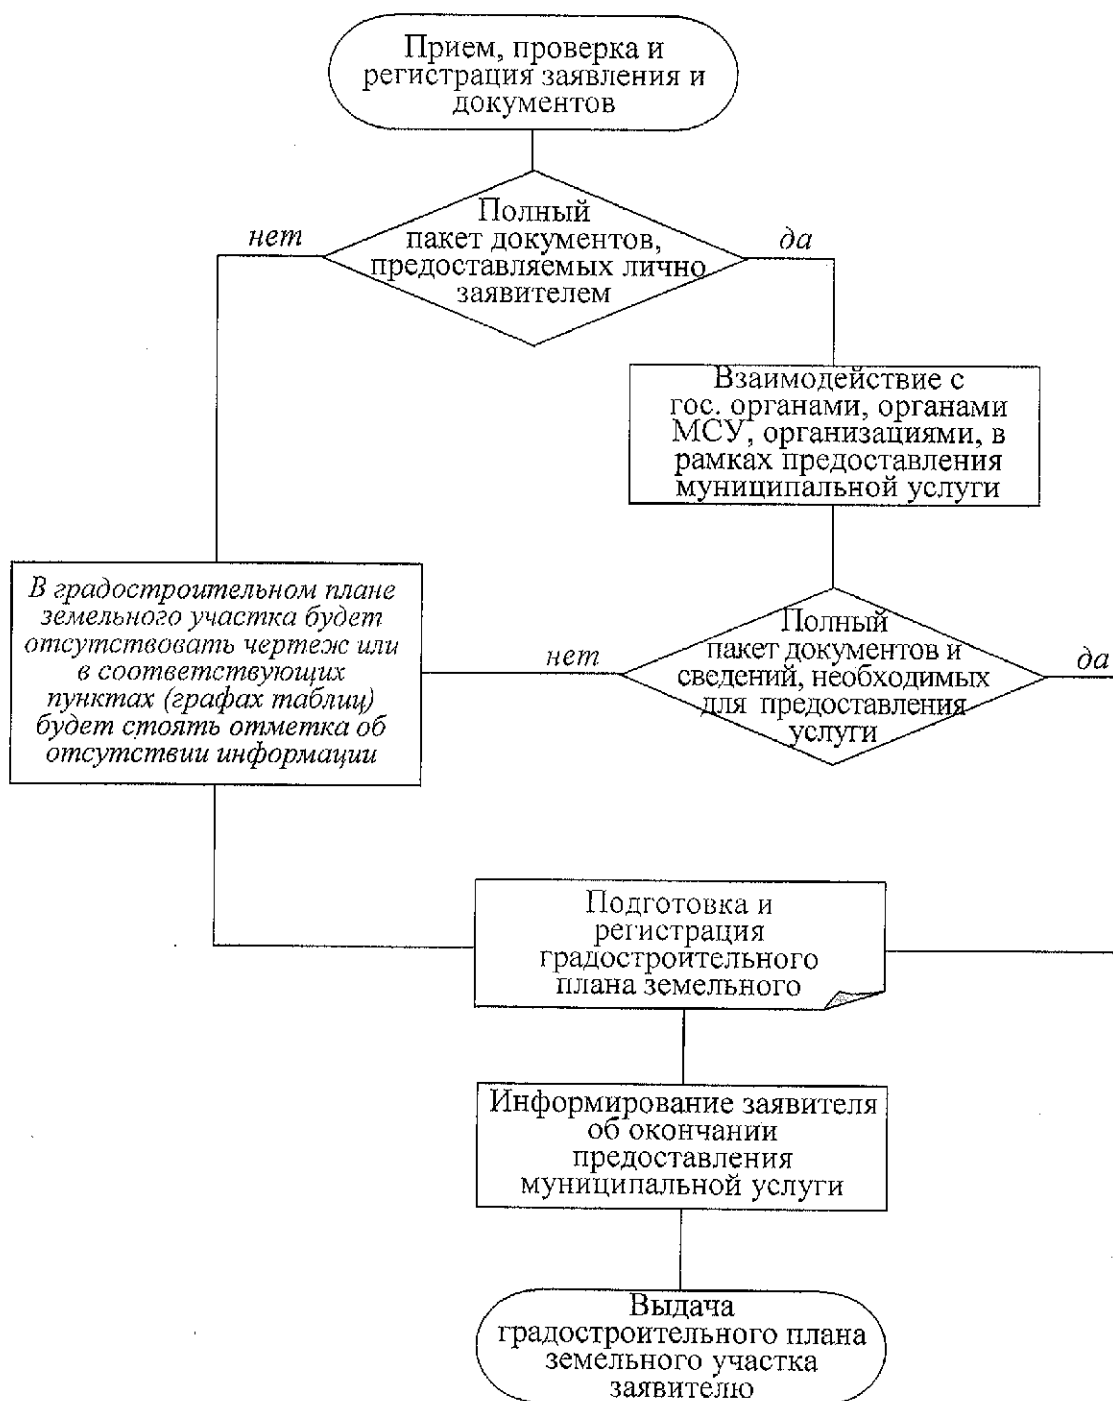 Прием, проверка и
регистрация заявления и
документов
Полный
пакет документов,
предоставляемых лично
заявителем
нет
да
Взаимодействие с
гос. органами, органами
МСУ, организациями, в
рамках предоставления
муниципальной услуги
В градостроительном плане
земельного участка будет
отсутствовать чертеж или
в соответствующих
пунктах (графах таблиц)
будет стоять отметка об
отсутствии информации
нет
Полный
пакет документов и
сведений, необходимых
для предоставления
услуги
да
Подготовка и
регистрация
градостроительного
плана земельного
Информирование заявителя
об окончании
предоставления
муниципальной услуги
Выдача
градостроительного плана
земельного участка
заявителю